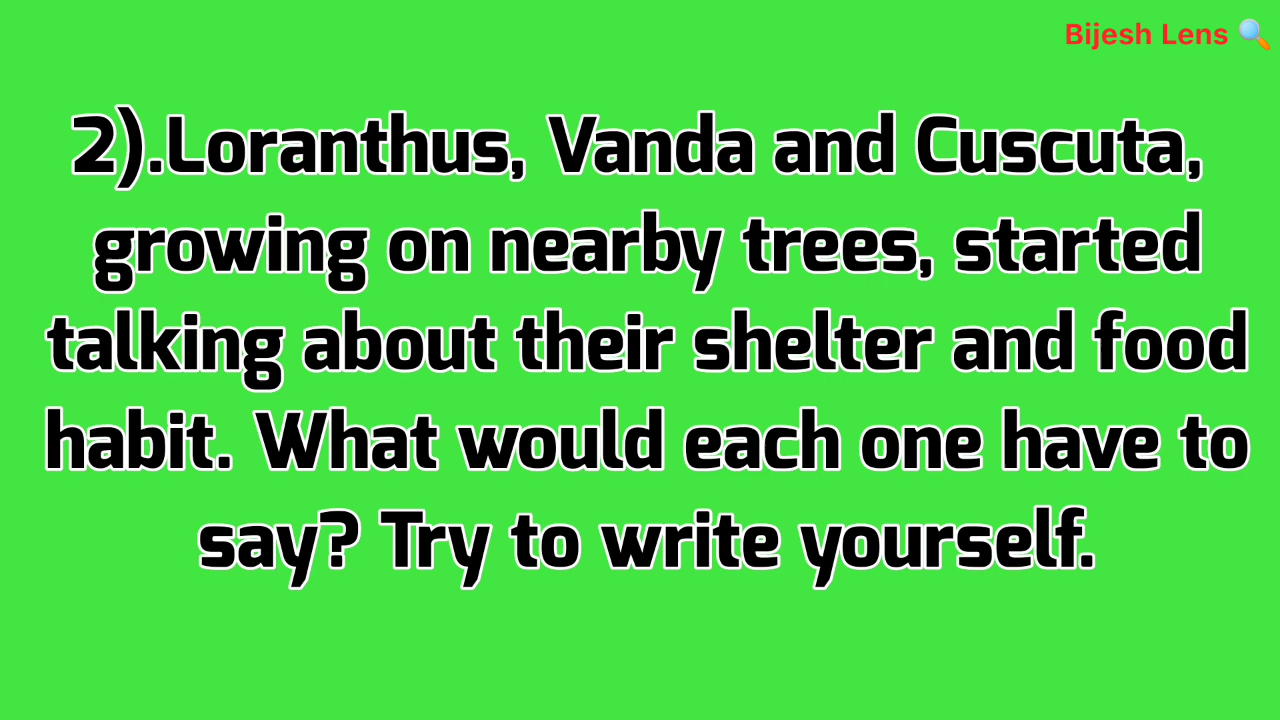 Bijesh Lens
2).Loranthus, Vanda and Cuscuta,
growing on nearby trees, started
talking about their shelter and food
habit. What would each one have to
say? Try to write yourself.